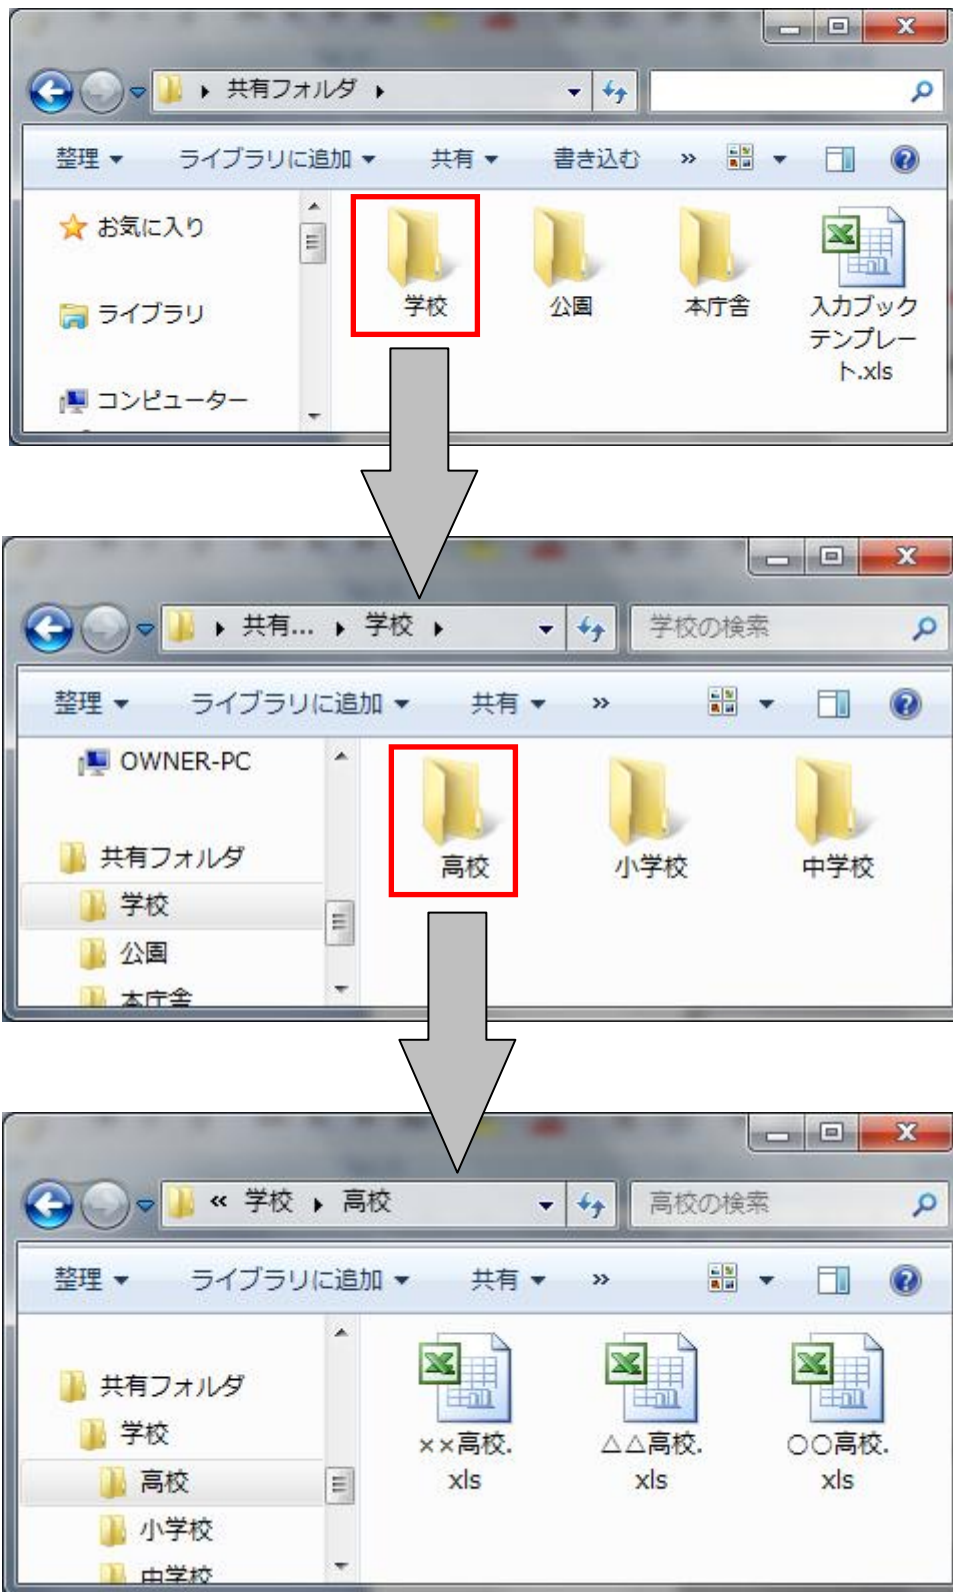 共有フォルダ
整理 ライブラリに追加 共有 書き込む »
お気に入り
ライブラリ
コンピューター
学校
公園
本庁舎
入力ブック
テンプレー
ト.xls
共有... 学校
学校の検索
整理 ライブラリに追加 共有 »
OWNER-PC
共有フォルダ
学校
公園
本庁舎
高校
小学校
中学校
« 学校 高校
高校の検索
整理 ライブラリに追加 共有 »
共有フォルダ
学校
高校
小学校
中学校
××高校.
xls
△△高校.
xls
○○高校.
xls